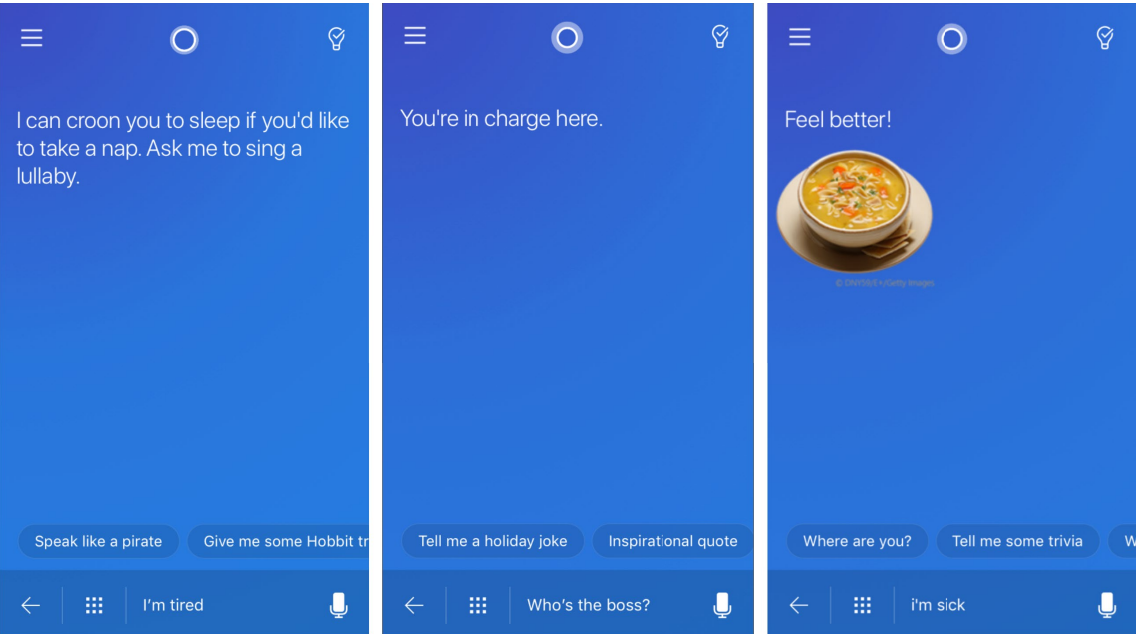 I can croon you to sleep if you'd like
to take a nap. Ask me to sing a
lullaby.
Speak like a pirate
Give me some Hobbit tr
I'm tired
You're in charge here.
Tell me a holiday joke
Inspirational quote
Who's the boss?
Feel better!
Where are you?
Tell me some trivia
W
i'm sick